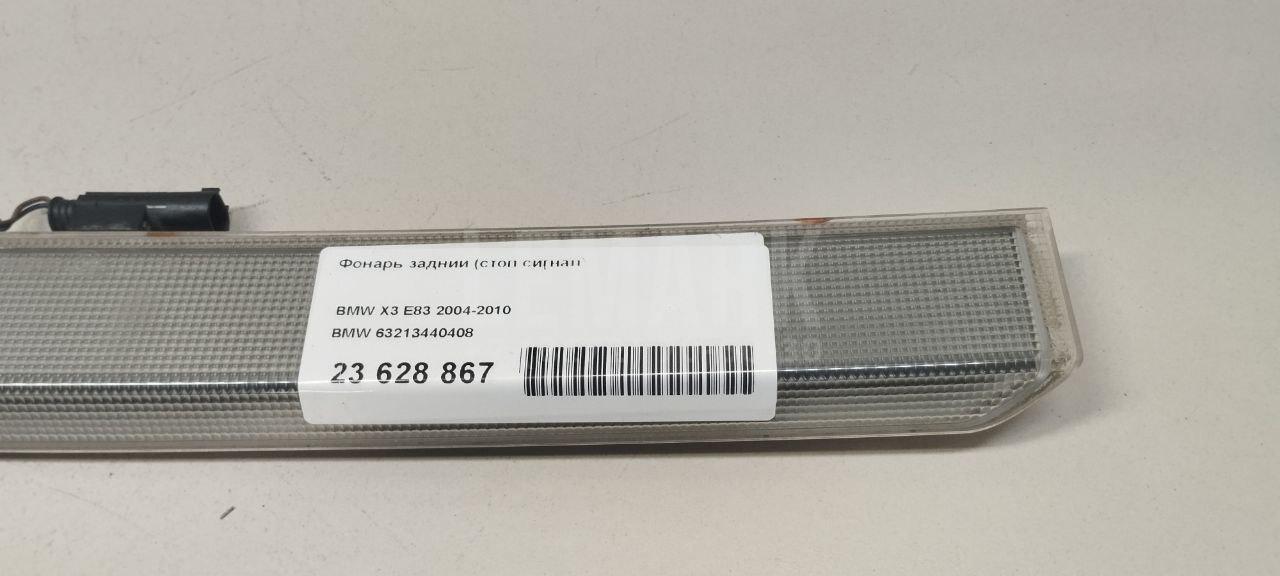 Фонарь задний (стоп сигнал)
BMW X3 E83 2004-2010
BMW 63213440408
23 628 867